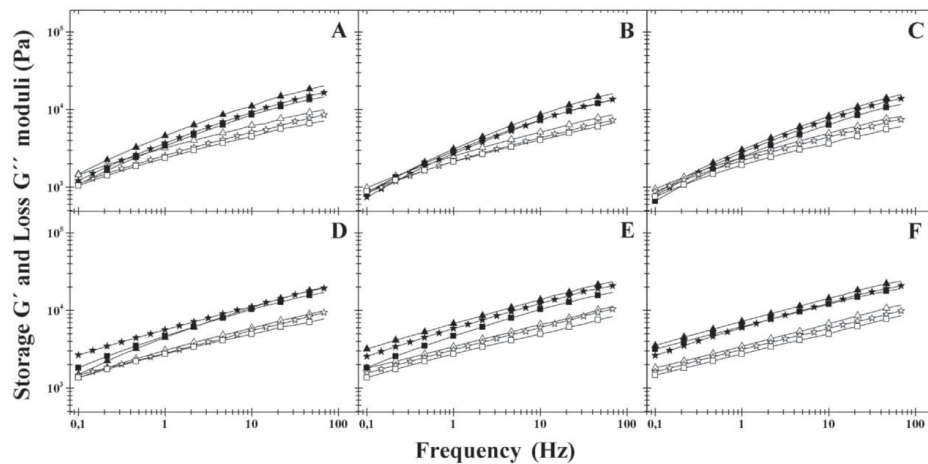 Storage G´ and Loss G´´ moduli (Pa)
10⁵
10⁴
10³
A
B
C
10⁵
10⁴
10³
D
E
F
0,1
1
10
100
0,1
1
10
100
0,1
1
10
100
Frequency (Hz)